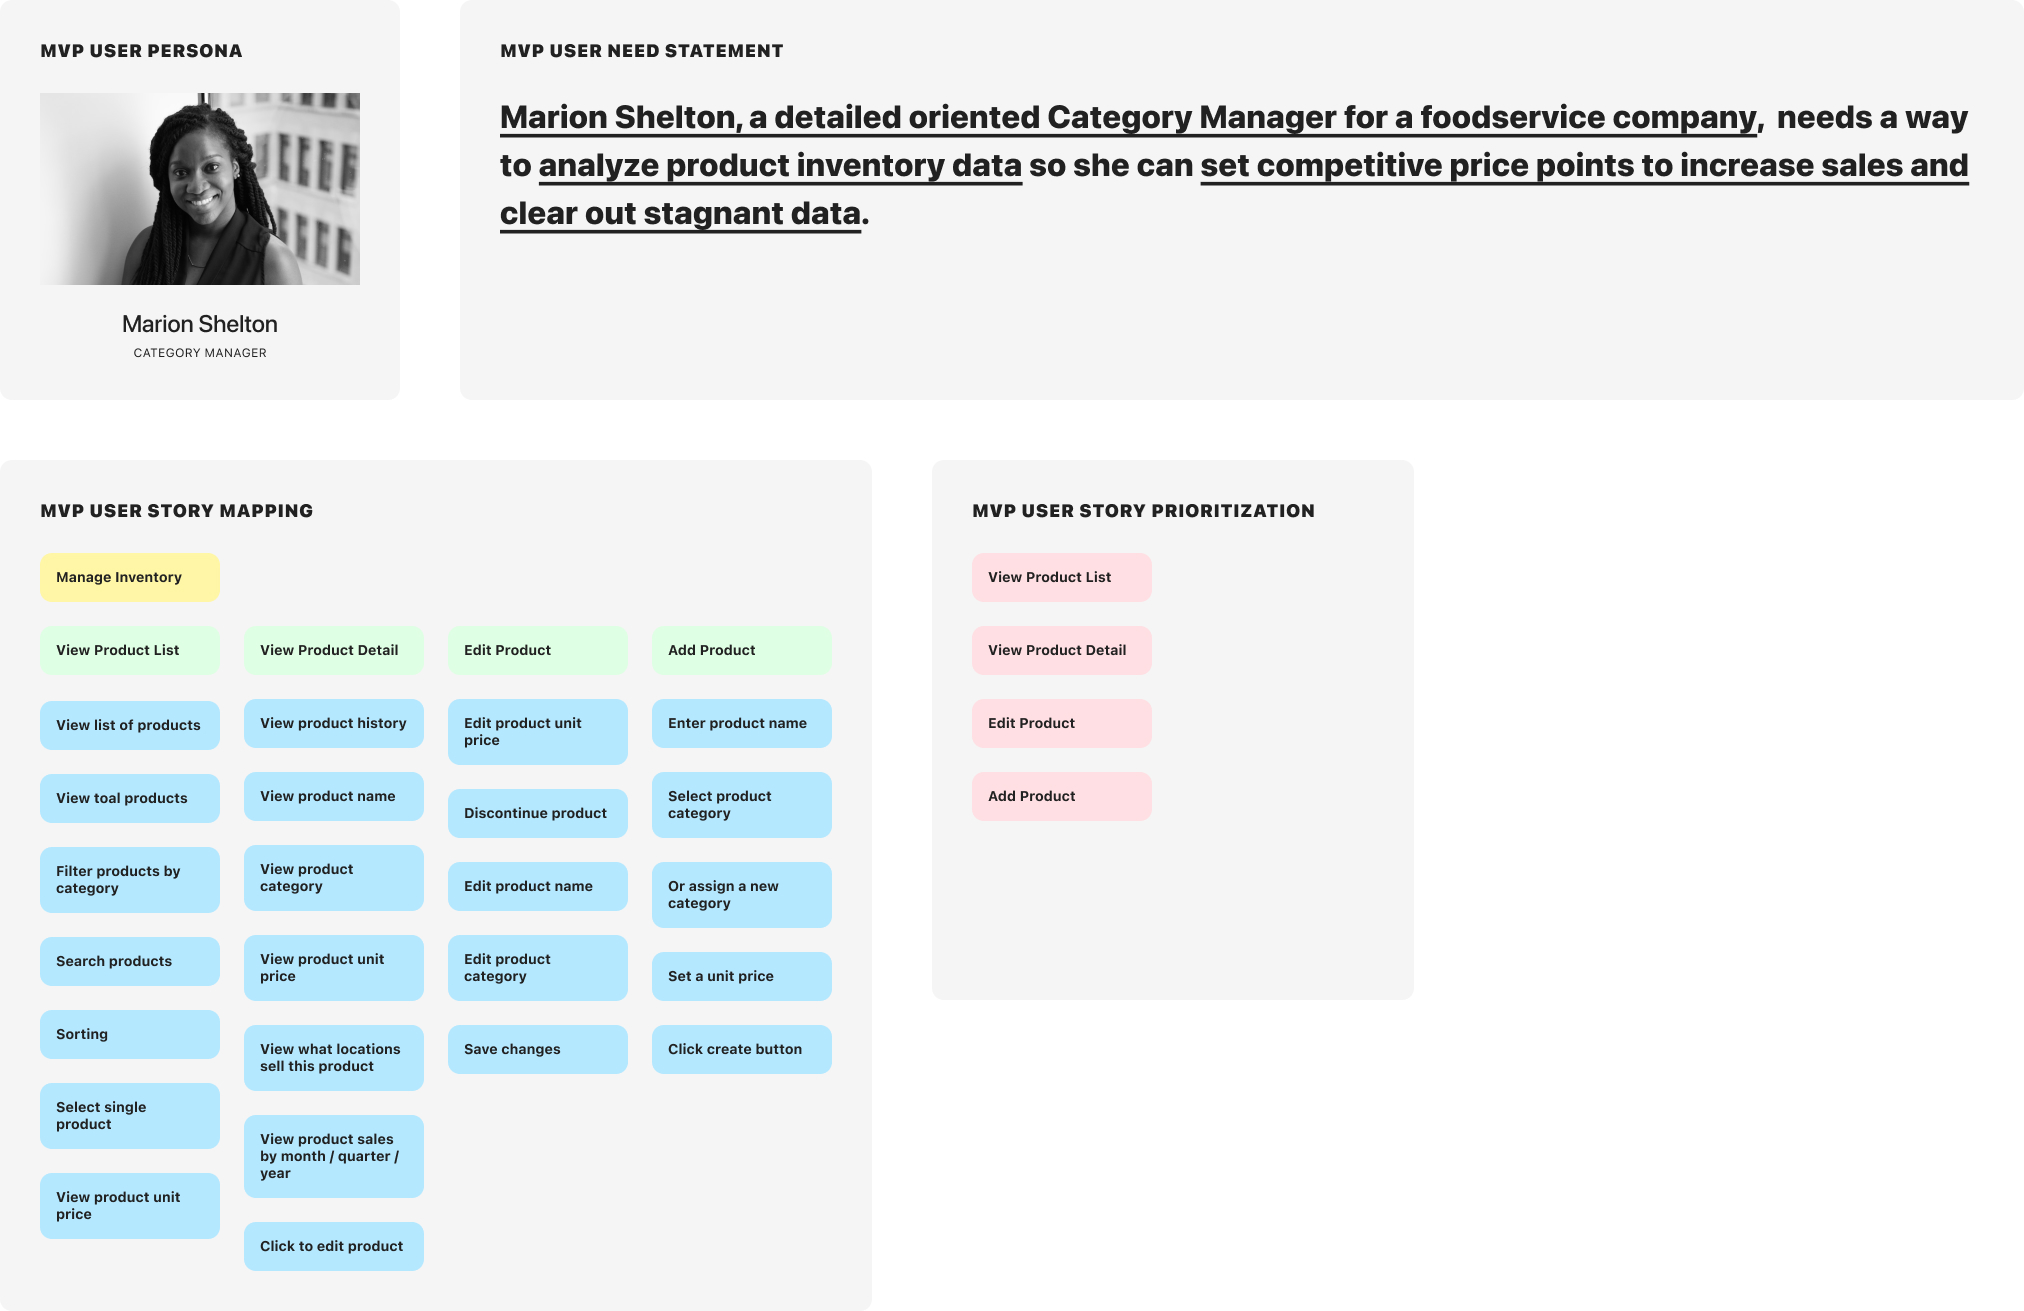 MVP USER PERSONA
Marion Shelton
CATEGORY MANAGER
MVP USER NEED STATEMENT
Marion Shelton, a detailed oriented Category Manager for a foodservice company, needs a way
to analyze product inventory data so she can set competitive price points to increase sales and
clear out stagnant data.
MVP USER STORY MAPPING
Manage Inventory
View Product List
View list of products
View toal products
Filter products by
category
Search products
Sorting
Select single
product
View product unit
price
View Product Detail
View product history
View product name
View product
category
View product unit
price
View what locations
sell this product
View product sales
by month / quarter /
year
Click to edit product
Edit Product
Edit product unit
price
Discontinue product
Edit product name
Edit product
category
Save changes
Add Product
Enter product name
Select product
category
Or assign a new
category
Set a unit price
Click create button
MVP USER STORY PRIORITIZATION
View Product List
View Product Detail
Edit Product
Add Product